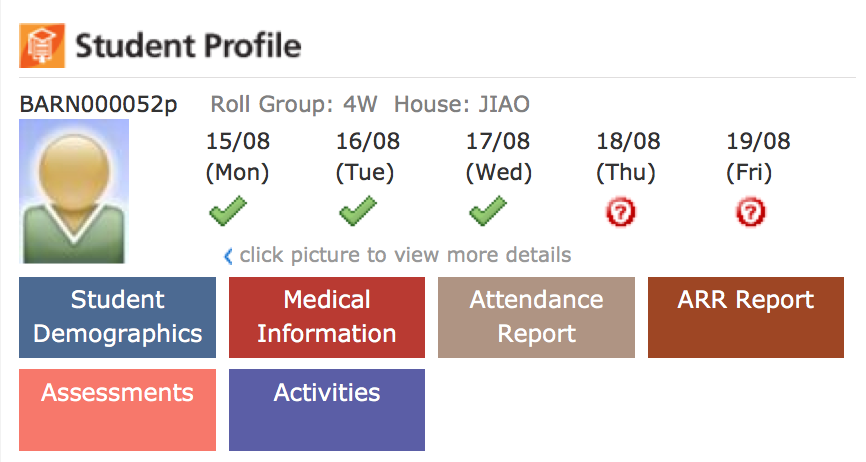 Student Profile
BARN000052p Roll Group: 4W House: JIAO
15/08 16/08 17/08 18/08 19/08
(Mon) (Tue) (Wed) (Thu) (Fri)
? ?
click picture to view more details
Student Demographics
Medical Information
Attendance Report
ARR Report
Assessments
Activities